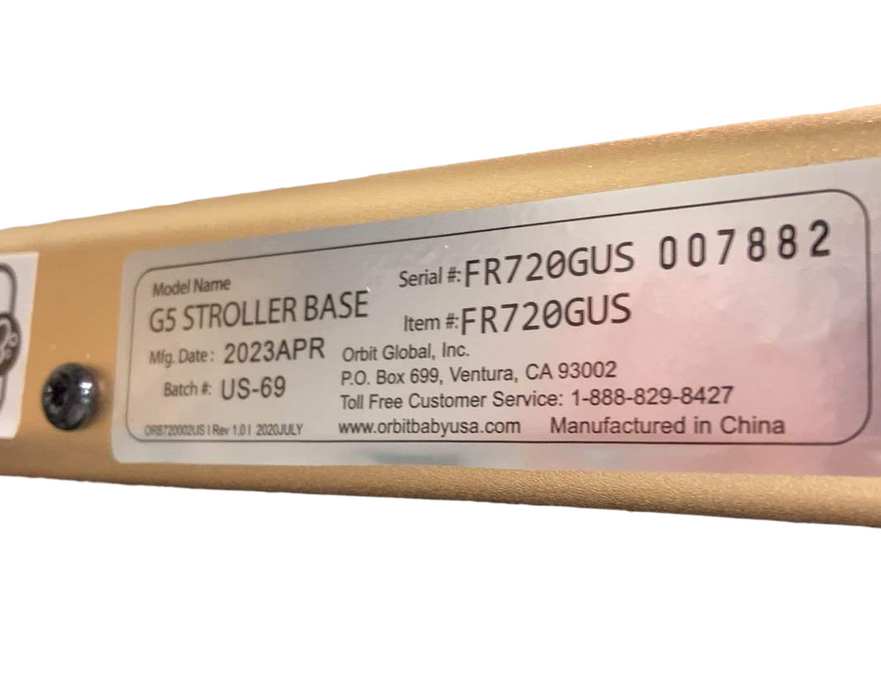 Model Name
G5 STROLLER BASE
Mfg. Date: 2023APR
Batch #: US-69
ORB720002US | Rev 1.0 | 2020JULY
Serial #: FR720GUS 007882
Item #: FR720GUS
Orbit Global, Inc.
P.O. Box 699, Ventura, CA 93002
Toll Free Customer Service: 1-888-829-8427
www.orbitbabyusa.com Manufactured in China